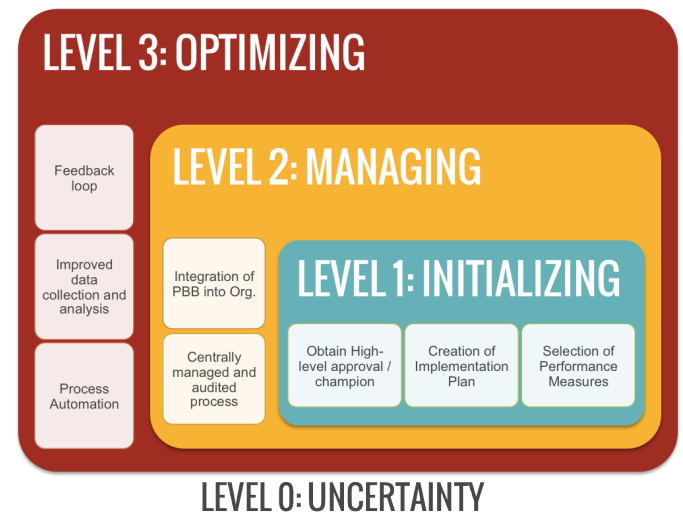 LEVEL 3: OPTIMIZING
Feedback
loop
Improved
data
collection and
analysis
Process
Automation
LEVEL 2: MANAGING
Integration of
PBB into Org.
Centrally
managed and
audited
process
LEVEL 1: INITIALIZING
Obtain High-
level approval /
champion
Creation of
Implementation
Plan
Selection of
Performance
Measures
LEVEL 0: UNCERTAINTY